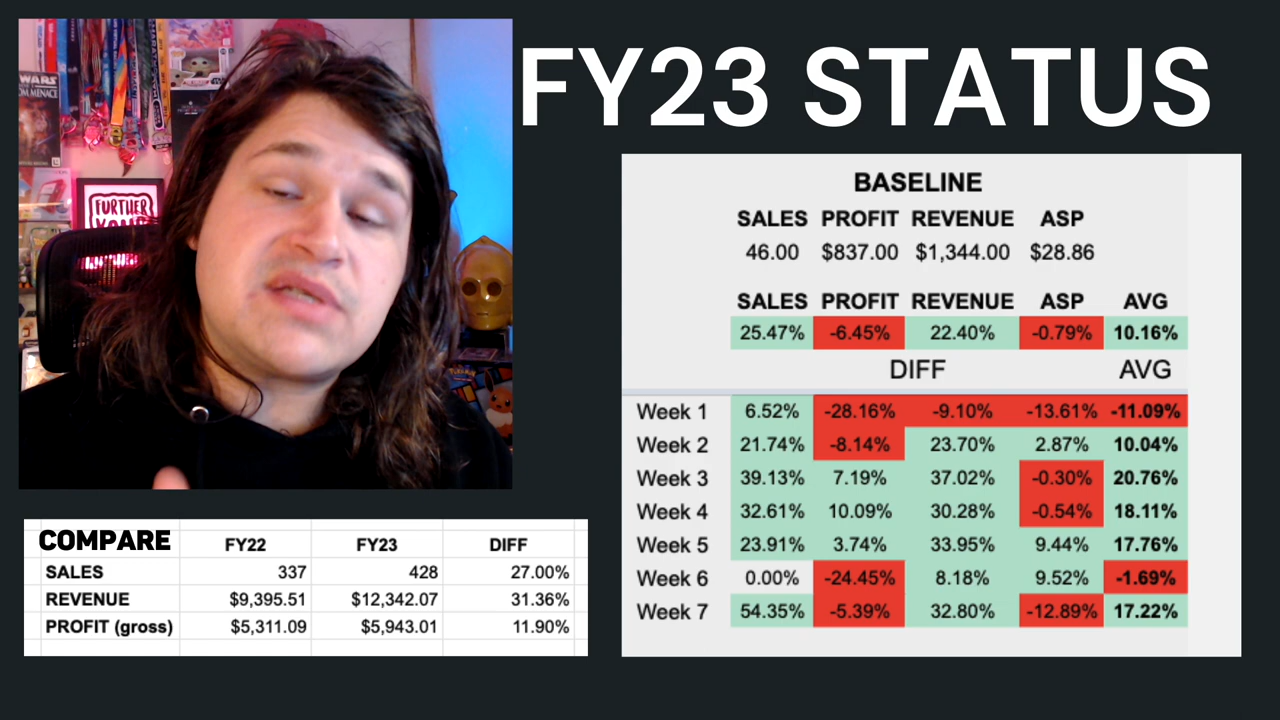 FY23 STATUS
WARS
OM MENACE
FURTHER
BASELINE
SALES PROFIT REVENUE ASP
46.00 $837.00 $1,344.00 $28.86
SALES PROFIT REVENUE ASP AVG
25.47% -6.45% 22.40% -0.79% 10.16%
DIFF AVG
Week 1 6.52% -28.16% -9.10% -13.61% -11.09%
Week 2 21.74% -8.14% 23.70% 2.87% 10.04%
Week 3 39.13% 7.19% 37.02% -0.30% 20.76%
Week 4 32.61% 10.09% 30.28% -0.54% 18.11%
Week 5 23.91% 3.74% 33.95% 9.44% 17.76%
Week 6 0.00% -24.45% 8.18% 9.52% -1.69%
Week 7 54.35% -5.39% 32.80% -12.89% 17.22%
COMPARE FY22 FY23 DIFF
SALES 337 428 27.00%
REVENUE $9,395.51 $12,342.07 31.36%
PROFIT (gross) $5,311.09 $5,943.01 11.90%